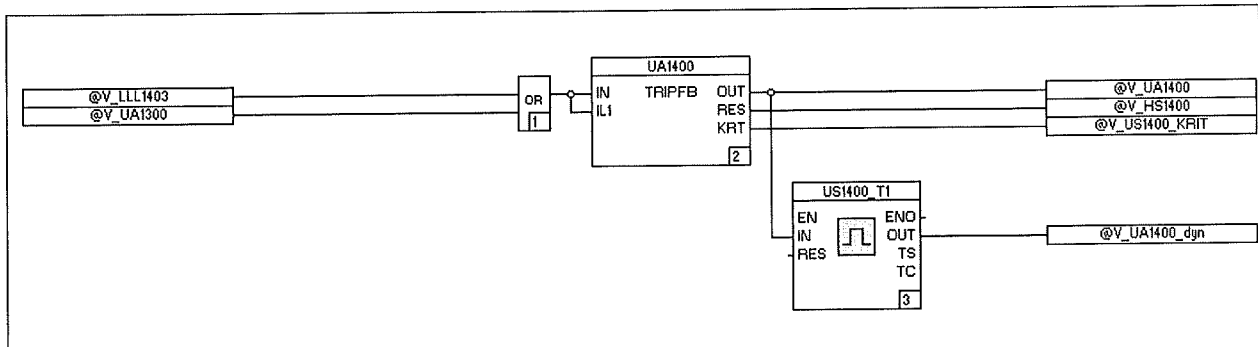 @V_LLL1403
@V_UA1300
OR
1
UA1400
IN TRIPFB OUT
IL1 RES
KRT
2
@V_UA1400
@V_HS1400
@V_US1400_KRIT
US1400_T1
EN ENO
IN OUT
RES TS
TC
3
@V_UA1400_dyn